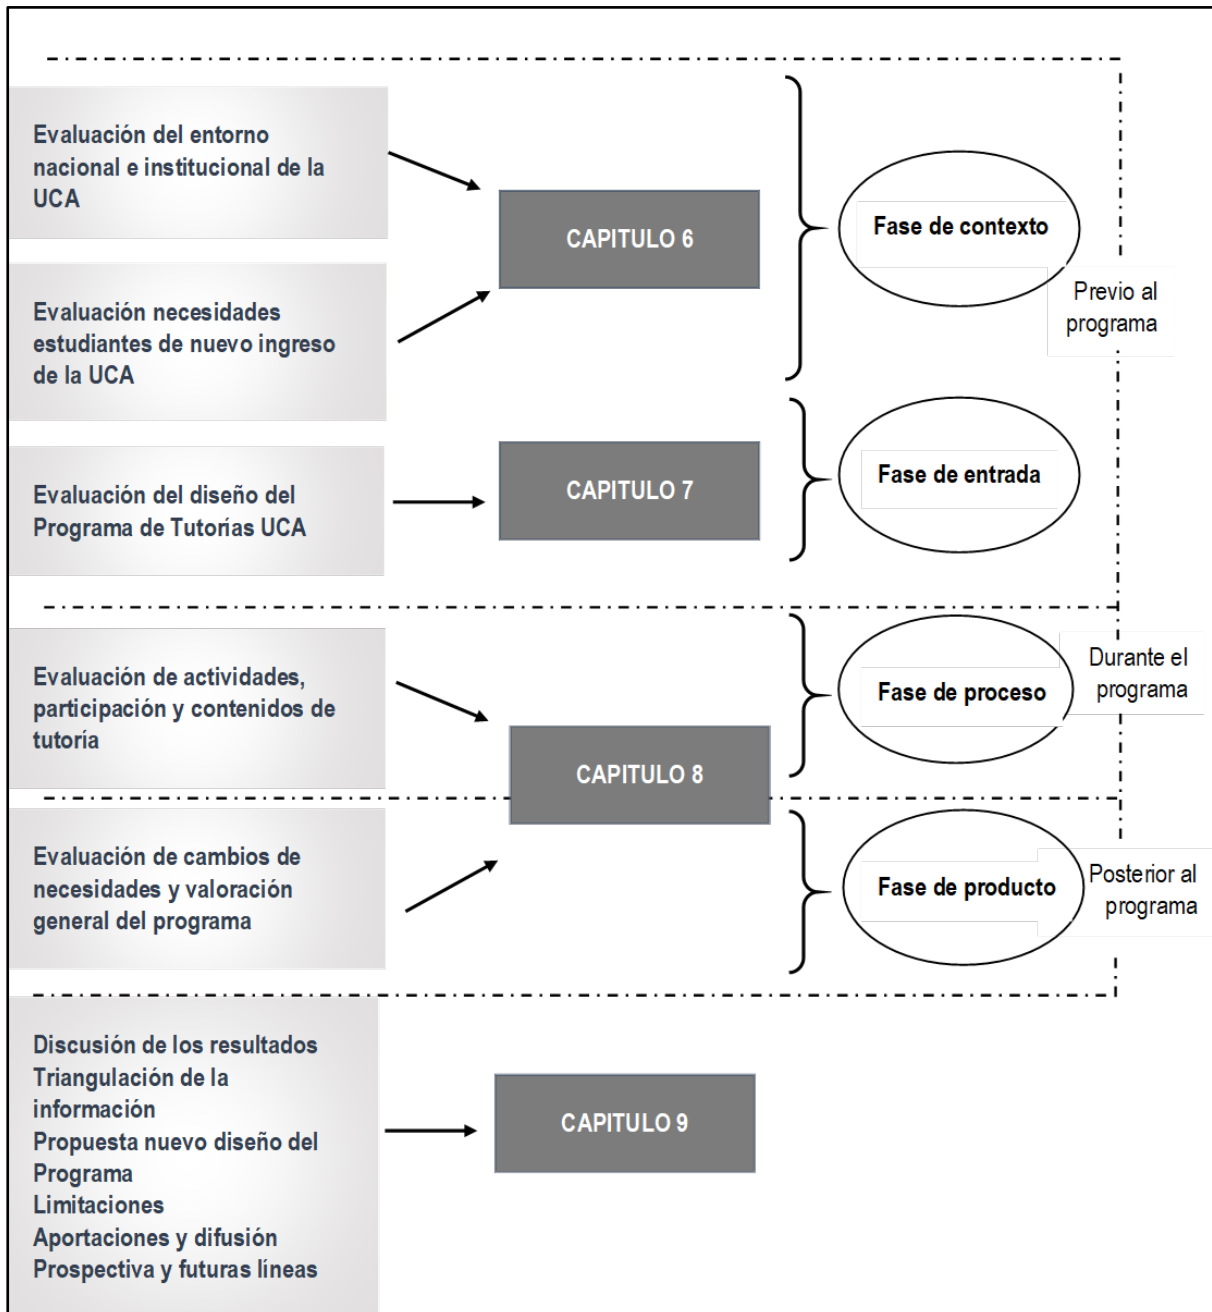 Evaluación del entorno
nacional e institucional de la
UCA
CAPITULO 6
Fase de contexto
Previo al
programa
Evaluación necesidades
estudiantes de nuevo ingreso
de la UCA
Evaluación del diseño del
Programa de Tutorías UCA
CAPITULO 7
Fase de entrada
Evaluación de actividades,
participación y contenidos de
tutoría
CAPITULO 8
Fase de proceso
Durante el
programa
Evaluación de cambios de
necesidades y valoración
general del programa
Fase de producto
Posterior al
programa
Discusión de los resultados
Triangulación de la
información
Propuesta nuevo diseño del
Programa
Limitaciones
Aportaciones y difusión
Prospectiva y futuras líneas
CAPITULO 9